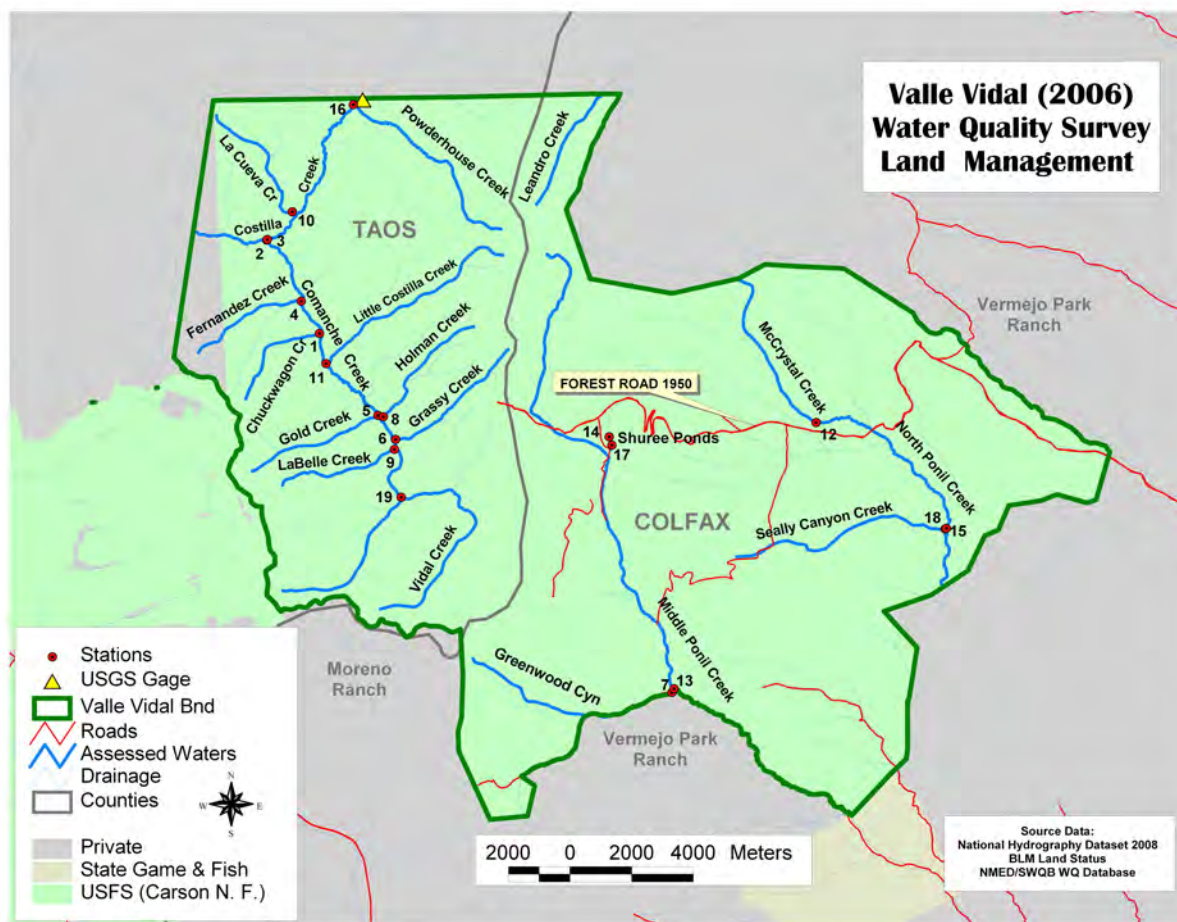 Valle Vidal (2006)
Water Quality Survey
Land Management
16
Powderhouse Creek
Leandro Creek
La Cueva Cr
Creek
10
TAOS
Costilla
3
2
Little Costilla Creek
Fernandez Creek
4
Comanche
Creek
Holman Creek
Vermejo Park
Ranch
Chuckwagon Cr
1
11
McCrystal Creek
Grassy Creek
FOREST ROAD 1950
5
8
Gold Creek
6
12
14
Shuree Ponds
17
LaBelle Creek
9
North Ponil Creek
19
COLFAX
Seally Canyon Creek
18
15
Vidal Creek
Middle Ponil Creek
Greenwood Cyn
7
13
Moreno
Ranch
Vermejo Park
Ranch
Stations
USGS Gage
Valle Vidal Bnd
Roads
Assessed Waters
Drainage
Counties
N
W
E
S
Private
State Game & Fish
USFS (Carson N. F.)
2000 0 2000 4000 Meters
Source Data:
National Hydrography Dataset 2008
BLM Land Status
NMED/SWQB WQ Database